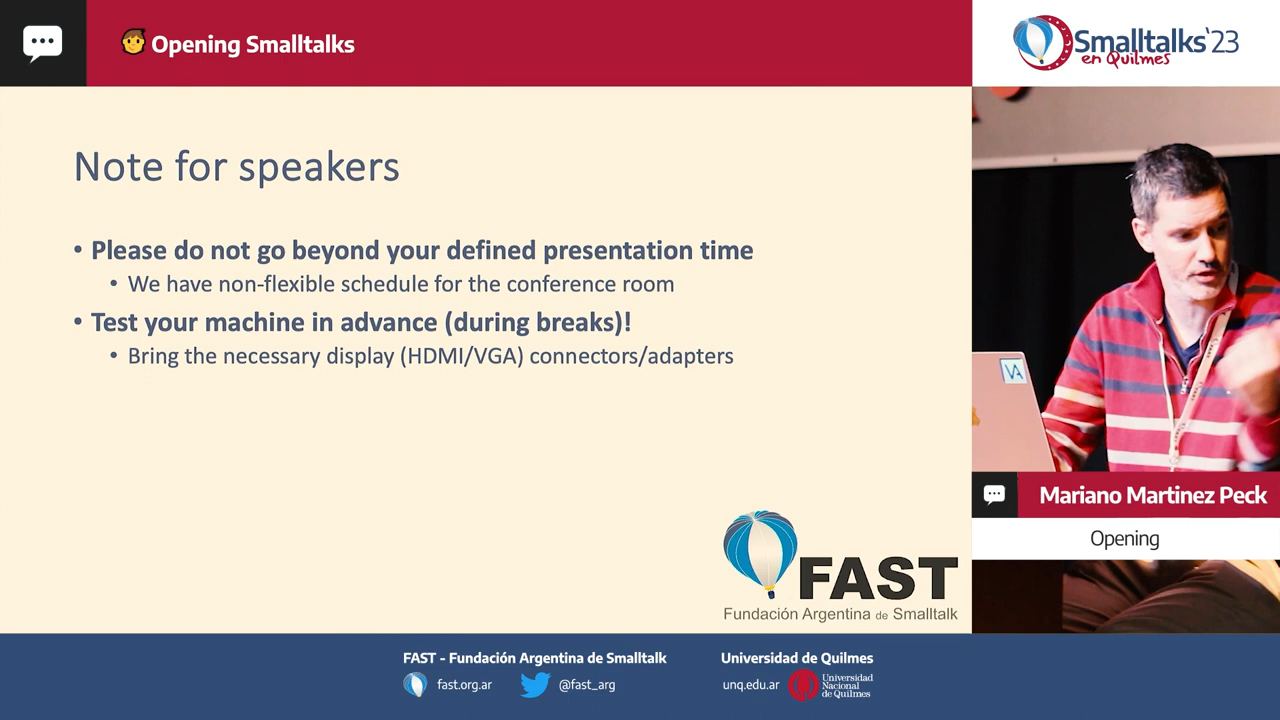 Opening Smalltalks
Smalltalks'23
en Quilmes
Note for speakers
• Please do not go beyond your defined presentation time
• We have non-flexible schedule for the conference room
• Test your machine in advance (during breaks)!
• Bring the necessary display (HDMI/VGA) connectors/adapters
VA
Mariano Martinez Peck
Opening
FAST
Fundación Argentina de Smalltalk
FAST - Fundación Argentina de Smalltalk
fast.org.ar
@fast_arg
Universidad de Quilmes
unq.edu.ar
Universidad
Nacional
de Quilmes